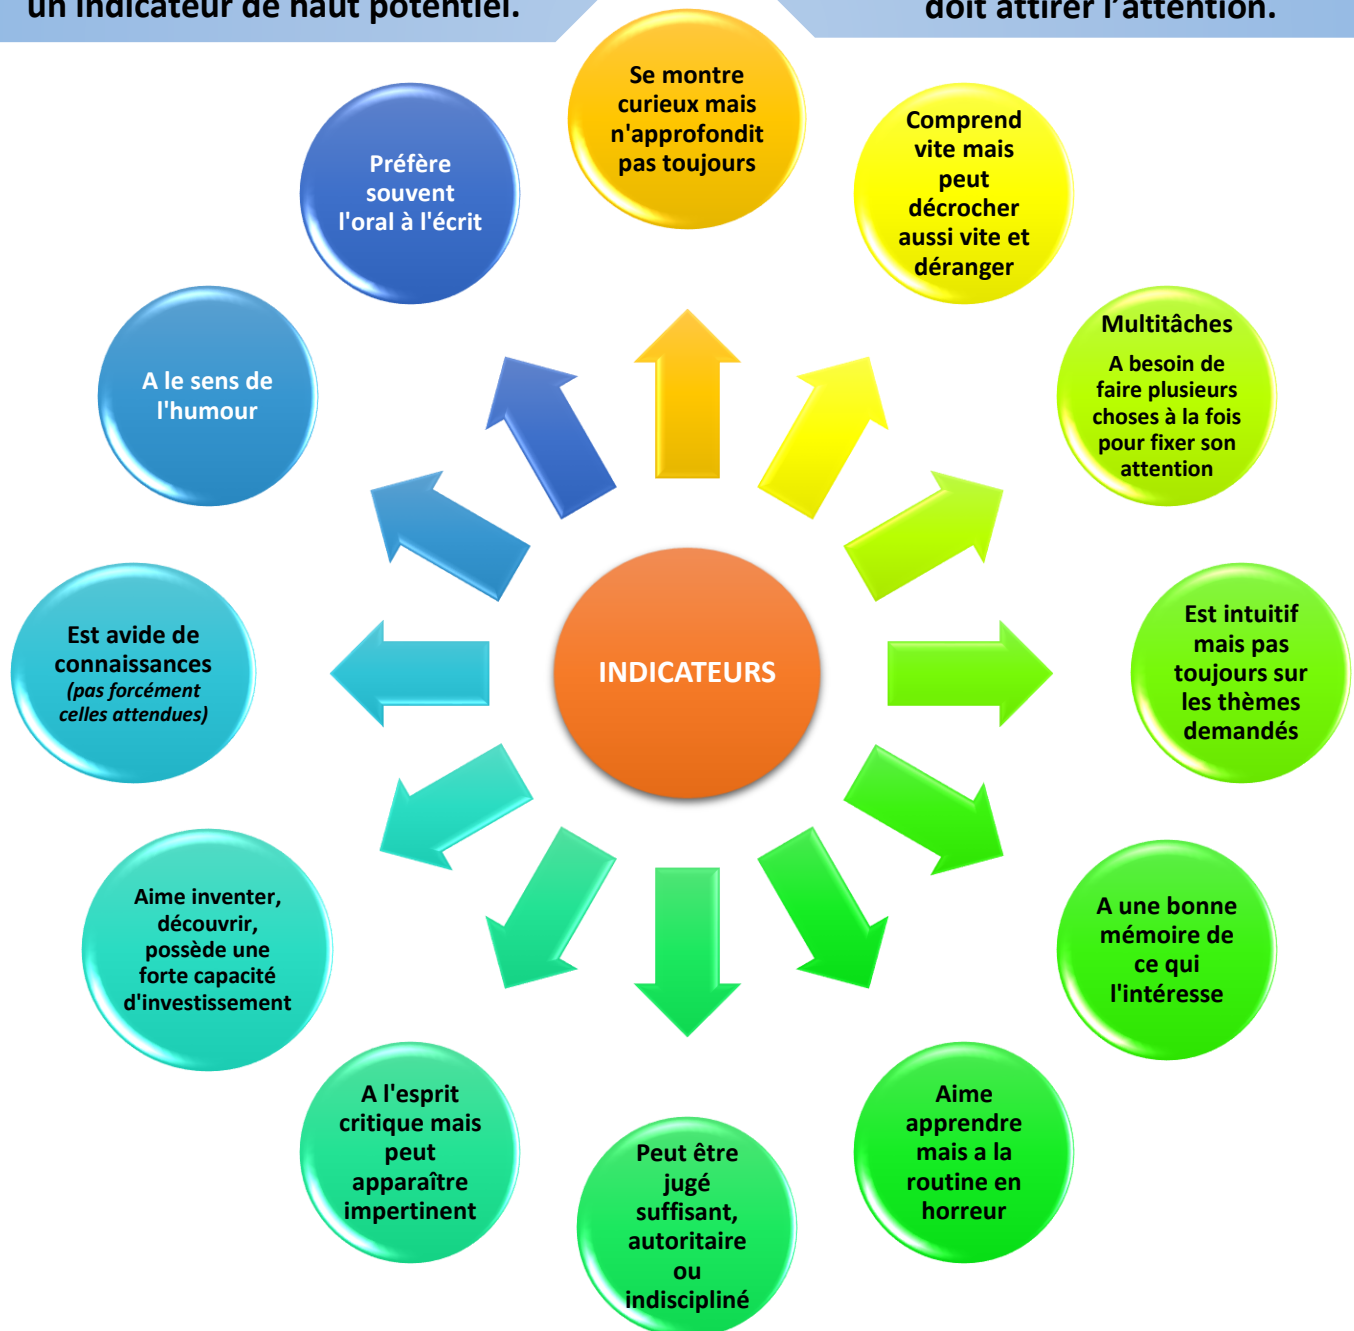 un indicateur de haut potentiel.
doit attirer l'attention.
Se montre
curieux mais
n'approfondit
pas toujours
Comprend
vite mais
peut
décrocher
aussi vite et
déranger
Multitâches
A besoin de
faire plusieurs
choses à la fois
pour fixer son
attention
Est intuitif
mais pas
toujours sur
les thèmes
demandés
A une bonne
mémoire de
ce qui
l'intéresse
Aime
apprendre
mais a la
routine en
horreur
Peut être
jugé
suffisant,
autoritaire
ou
indiscipliné
A l'esprit
critique mais
peut
apparaître
impertinent
Aime inventer,
découvrir,
possède une
forte capacité
d'investissement
Est avide de
connaissances
(pas forcément
celles attendues)
A le sens de
l'humour
Préfère
souvent
l'oral à l'écrit
INDICATEURS